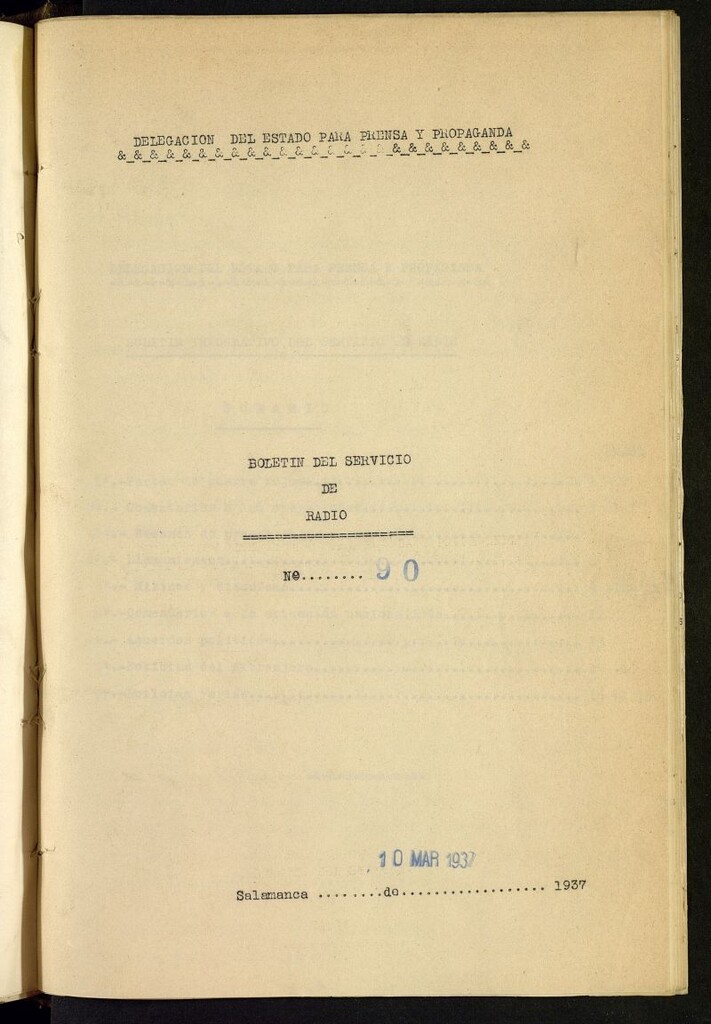 DELEGACION DEL ESTADO PARA PRENSA Y PROPAGANDA
&_&_&_&_&_&_&_&_&_&_&_&_&_&_&_&_&_&_&_&_&_&_&_&_&_&
BOLETIN DEL SERVICIO
DE
RADIO
=====================
Nº........ 90
10 MAR 1937
Salamanca ........de.................. 1937